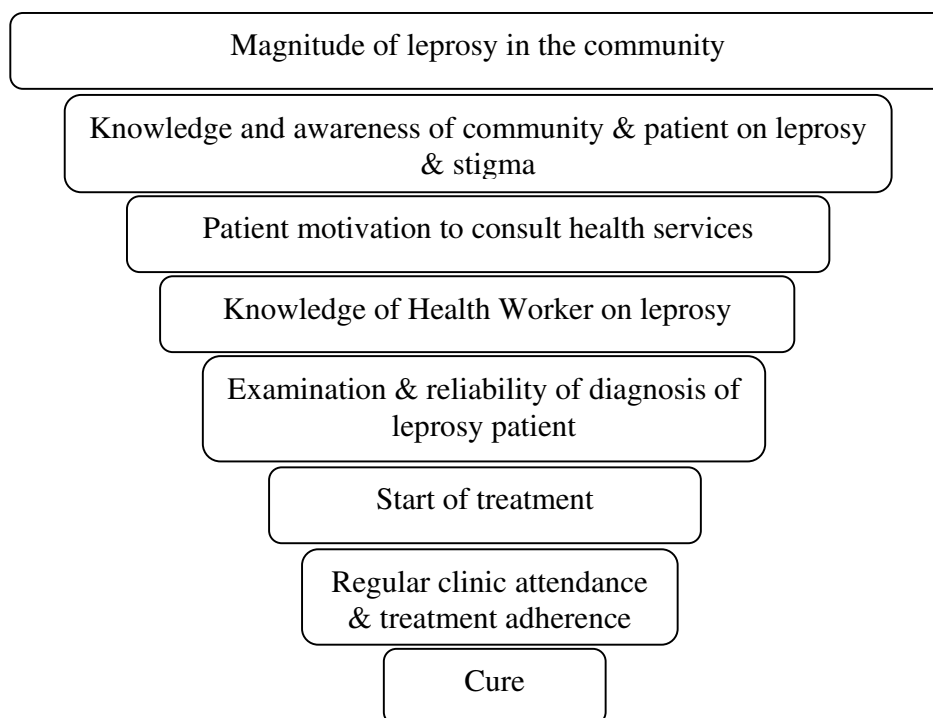 Magnitude of leprosy in the community
Knowledge and awareness of community & patient on leprosy
& stigma
Patient motivation to consult health services
Knowledge of Health Worker on leprosy
Examination & reliability of diagnosis of
leprosy patient
Start of treatment
Regular clinic attendance
& treatment adherence
Cure